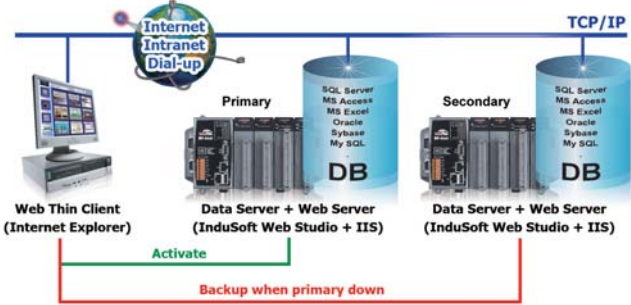 Internet
Intranet
Dial-up
TCP/IP
Primary
SQL Server
MS Access
MS Excel
Oracle
Sybase
My SQL
DB
Secondary
SQL Server
MS Access
MS Excel
Oracle
Sybase
My SQL
DB
Web Thin Client
(Internet Explorer)
Data Server + Web Server
(InduSoft Web Studio + IIS)
Data Server + Web Server
(InduSoft Web Studio + IIS)
Activate
Backup when primary down